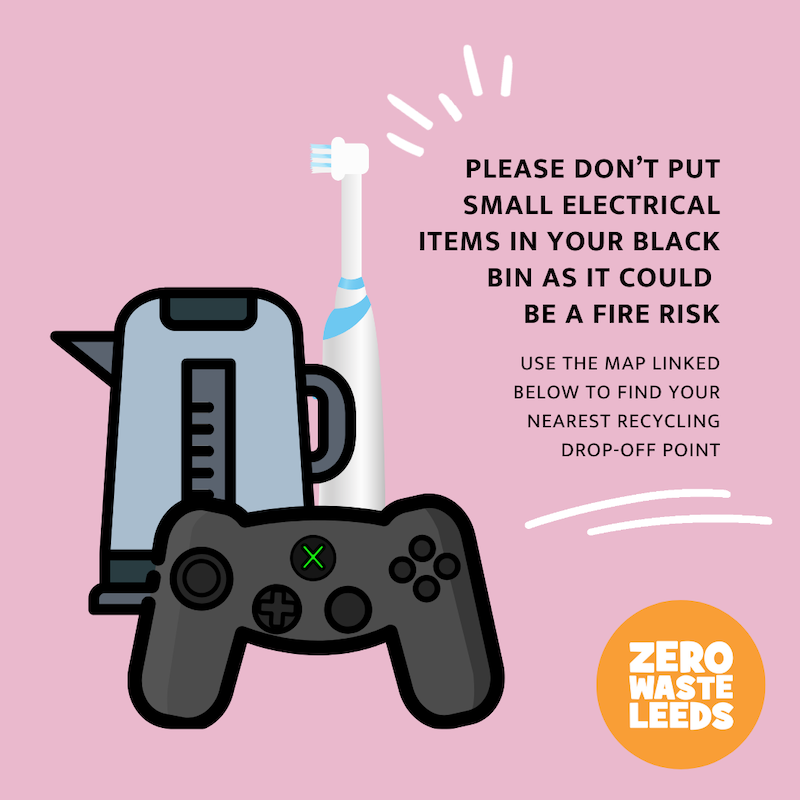 PLEASE DON'T PUT
SMALL ELECTRICAL
ITEMS IN YOUR BLACK
BIN AS IT COULD
BE A FIRE RISK
USE THE MAP LINKED
BELOW TO FIND YOUR
NEAREST RECYCLING
DROP-OFF POINT
ZERO
WASTE
LEEDS